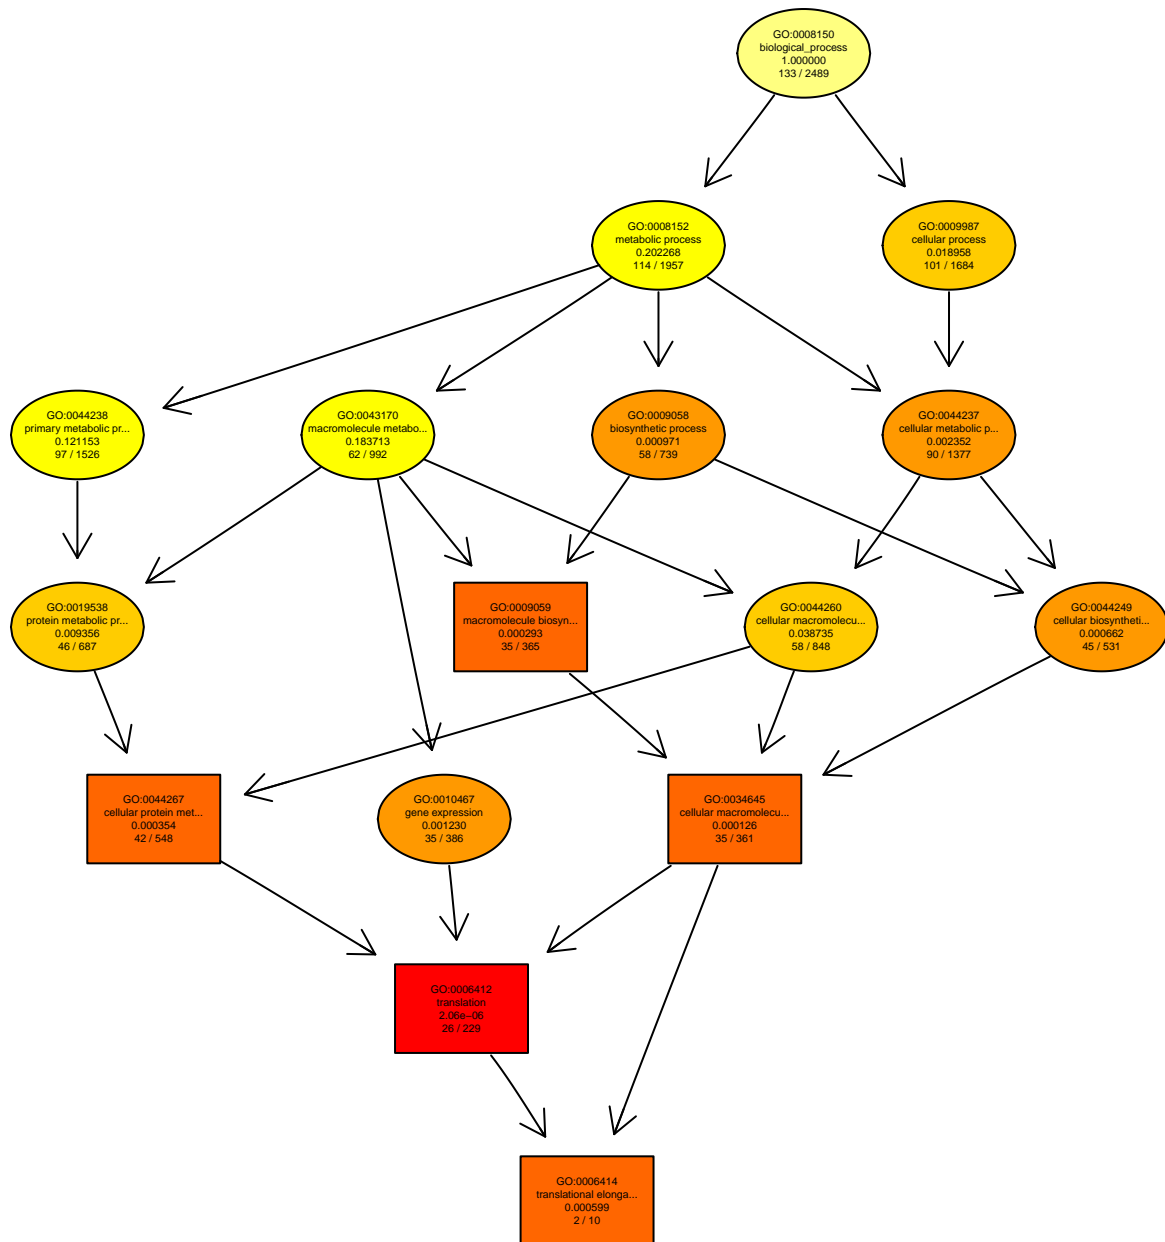 GO:0008150
biological_process
1.000000
133 / 2489
GO:0008152
metabolic process
0.202268
114 / 1957
GO:0009987
cellular process
0.018958
101 / 1684
GO:0044238
primary metabolic pr...
0.121153
97 / 1526
GO:0043170
macromolecule metabo...
0.183713
62 / 992
GO:0009058
biosynthetic process
0.000971
58 / 739
GO:0044237
cellular metabolic p...
0.002352
90 / 1377
GO:0019538
protein metabolic pr...
0.009356
46 / 687
GO:0009059
macromolecule biosyn...
0.000293
35 / 365
GO:0044260
cellular macromolecu...
0.038735
58 / 848
GO:0044249
cellular biosyntheti...
0.000662
45 / 531
GO:0044267
cellular protein met...
0.000354
42 / 548
GO:0010467
gene expression
0.001230
35 / 386
GO:0034645
cellular macromolecu...
0.000126
35 / 361
GO:0006412
translation
2.06e−06
26 / 229
GO:0006414
translational elonga...
0.000599
2 / 10